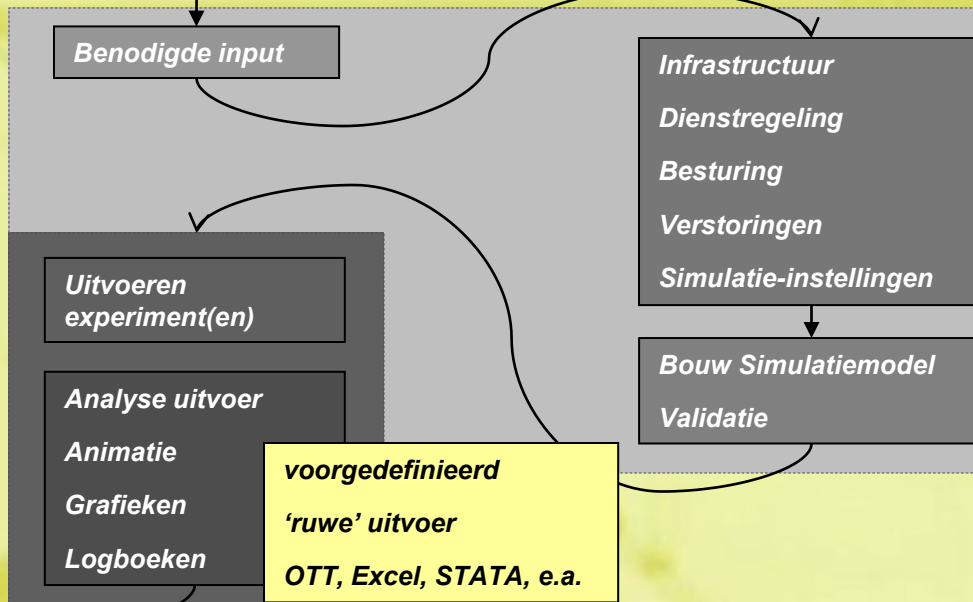 Benodigde input
Infrastructuur
Dienstregeling
Besturing
Verstoringen
Simulatie-instellingen
Bouw Simulatiemodel
Validatie
Uitvoeren
experiment(en)
Analyse uitvoer
Animatie
Grafieken
Logboeken
voorgedefinieerd
‘ruwe’ uitvoer
OTT, Excel, STATA, e.a.